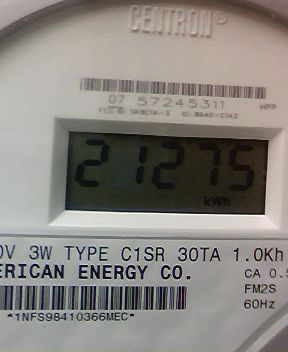 CENTRON®
07 57245311 HPP
21275
kWh
0V 3W TYPE C1SR 30TA 1.0Kh
ERICAN ENERGY CO.
CA 0.5
FM2S
60Hz
*1NFS98410366MEC*